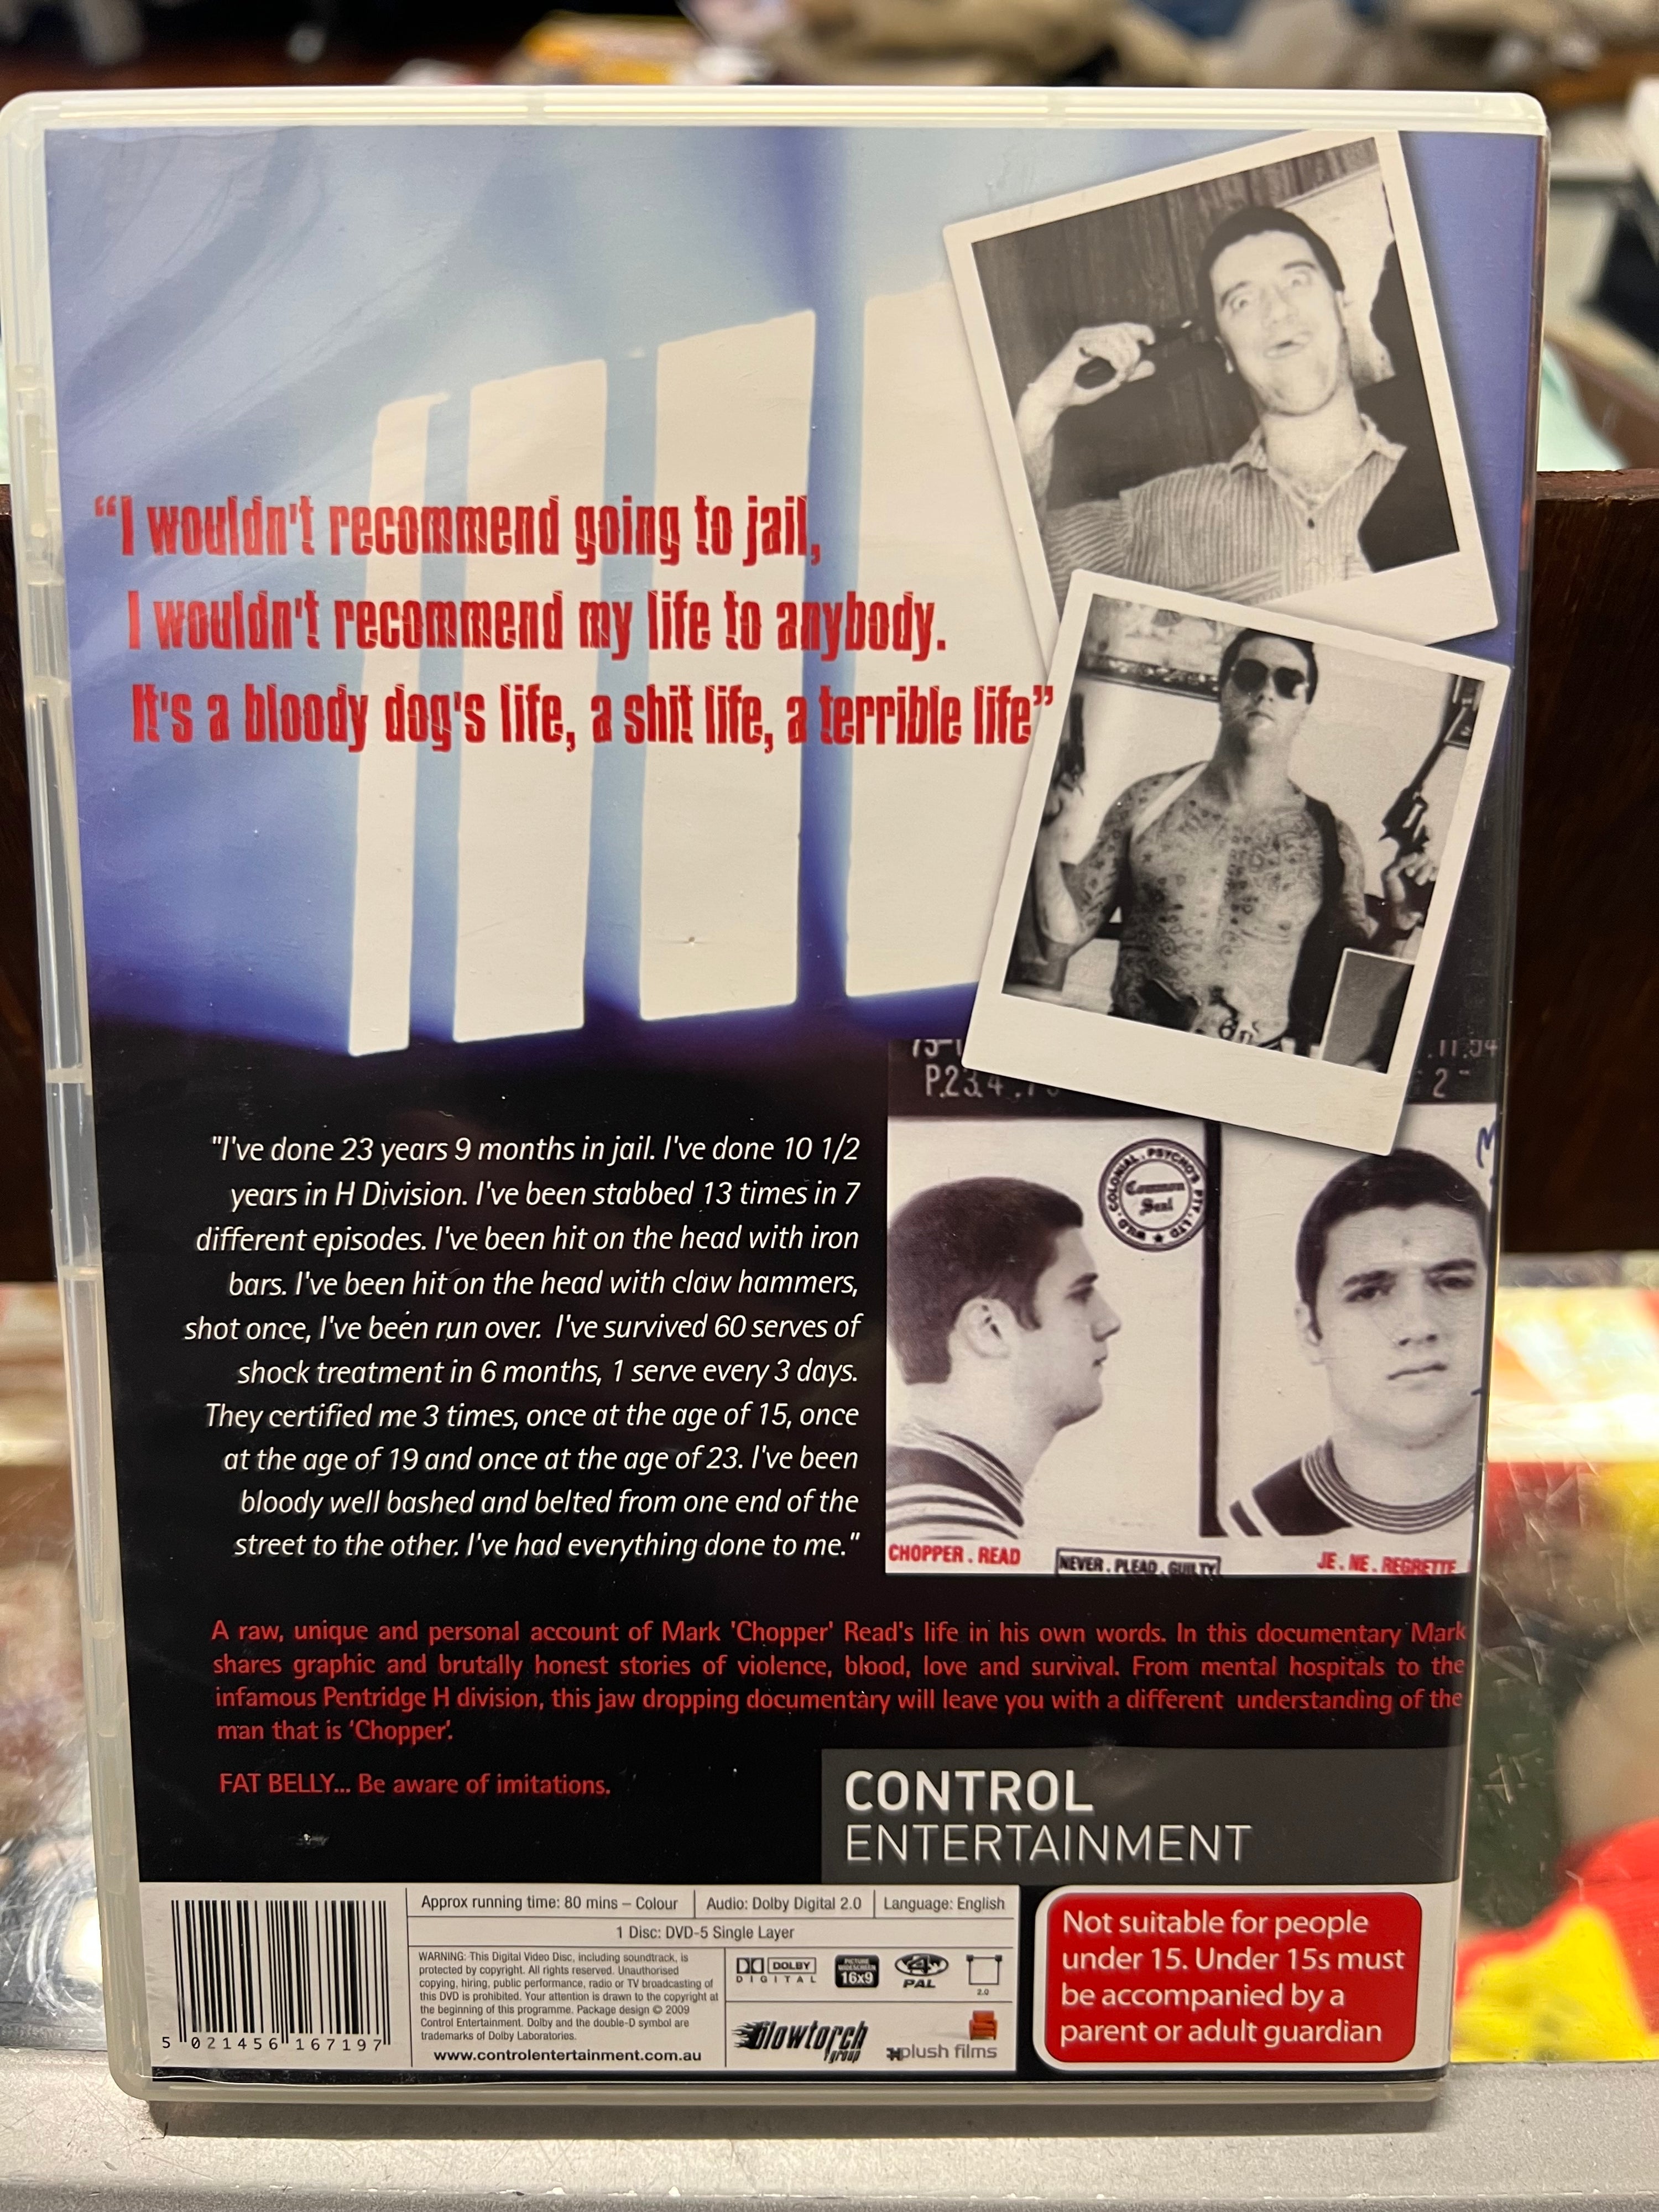 “I wouldn't recommend going to jail,
I wouldn't recommend my life to anybody.
It's a bloody dog's life, a shit life, a terrible life”
P.23.4
.11.54
2
"I've done 23 years 9 months in jail. I've done 10 1/2
years in H Division. I've been stabbed 13 times in 7
different episodes. I've been hit on the head with iron
bars. I've been hit on the head with claw hammers,
shot once, I've been run over. I've survived 60 serves of
shock treatment in 6 months, 1 serve every 3 days.
They certified me 3 times, once at the age of 15, once
at the age of 19 and once at the age of 23. I've been
bloody well bashed and belted from one end of the
street to the other. I've had everything done to me."
WILD . COLONIAL . PSYCHO'S PTY . LTD
Common
Seal
CHOPPER . READ
NEVER . PLEAD . GUILTY
JE . NE . REGRETTE
A raw, unique and personal account of Mark 'Chopper' Read's life in his own words. In this documentary Mark
shares graphic and brutally honest stories of violence, blood, love and survival. From mental hospitals to the
infamous Pentridge H division, this jaw dropping documentary will leave you with a different understanding of the
man that is ‘Chopper’.
FAT BELLY... Be aware of imitations.
CONTROL
ENTERTAINMENT
Approx running time: 80 mins – Colour
Audio: Dolby Digital 2.0
Language: English
1 Disc: DVD-5 Single Layer
WARNING: This Digital Video Disc, including soundtrack, is
protected by copyright. All rights reserved. Unauthorised
copying, hiring, public performance, radio or TV broadcasting of
this DVD is prohibited. Your attention is drawn to the copyright at
the beginning of this programme. Package design © 2009
Control Entertainment. Dolby and the double-D symbol are
trademarks of Dolby Laboratories.
www.controlentertainment.com.au
DOLBY
DIGITAL
PICTURE
WIDESCREEN
16x9
4
PAL
2.0
Blowtorch
group
plush films
5 021456 167197
Not suitable for people
under 15. Under 15s must
be accompanied by a
parent or adult guardian